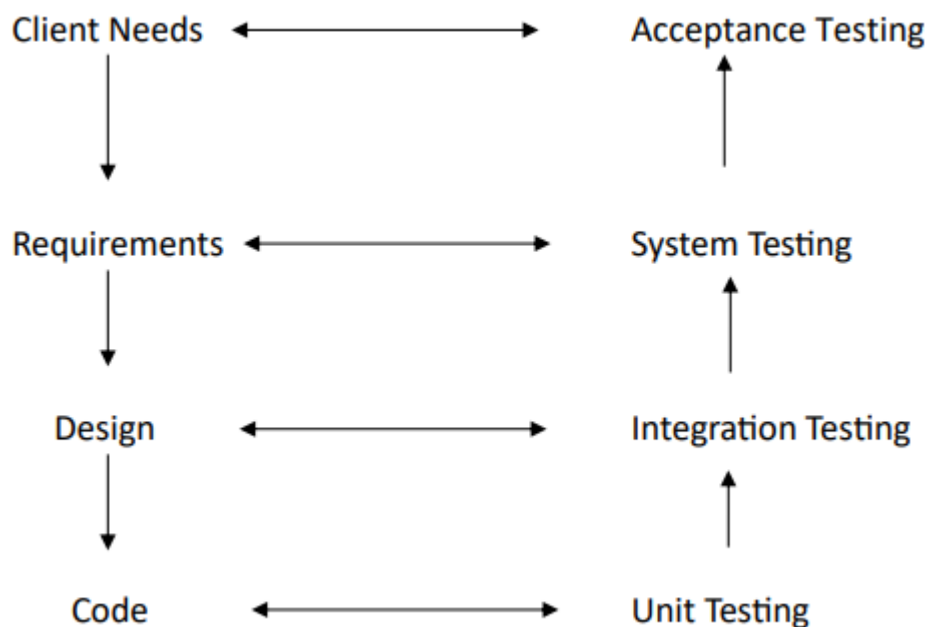 Client Needs
Acceptance Testing
Requirements
System Testing
Design
Integration Testing
Code
Unit Testing